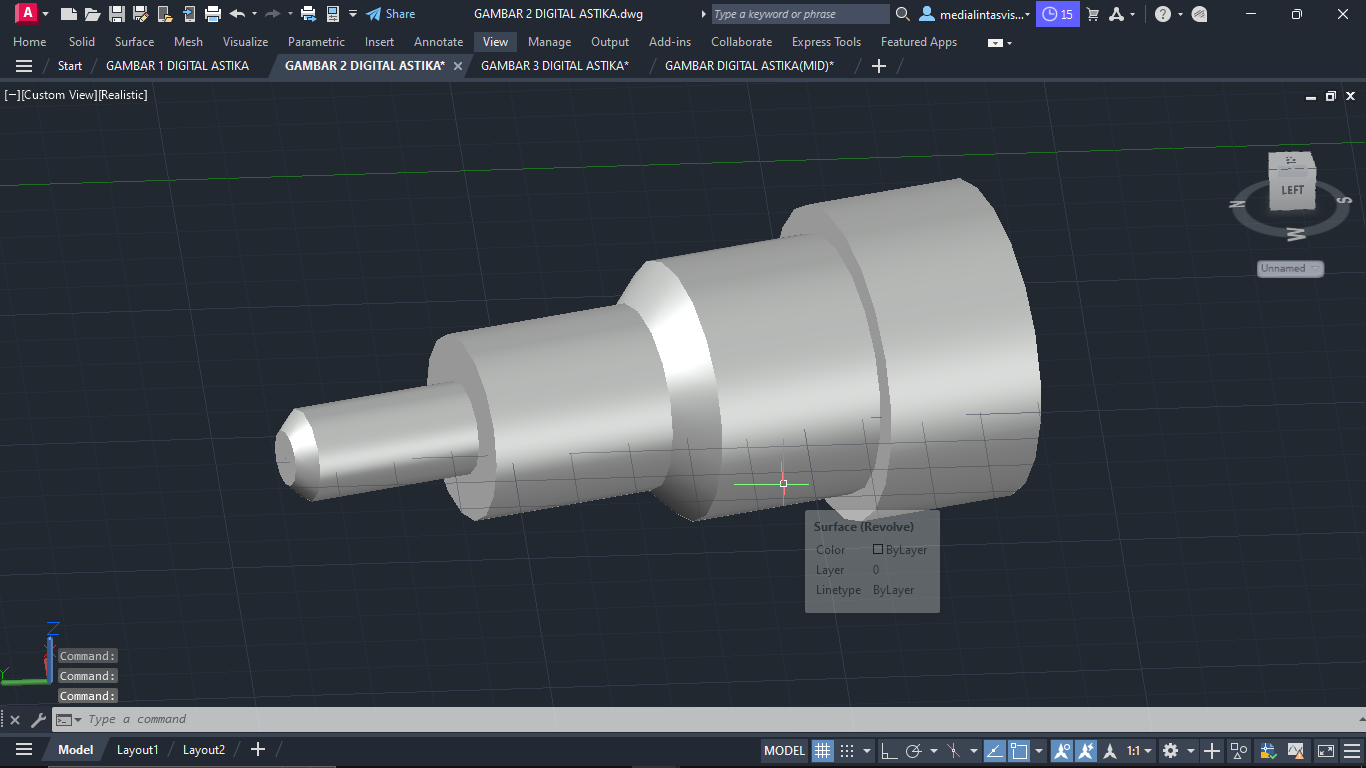 A Share GAMBAR 2 DIGITAL ASTIKA.dwg Type a keyword or phrase medialintasvis... 15
Home Solid Surface Mesh Visualize Parametric Insert Annotate View Manage Output Add-ins Collaborate Express Tools Featured Apps
Start GAMBAR 1 DIGITAL ASTIKA GAMBAR 2 DIGITAL ASTIKA* GAMBAR 3 DIGITAL ASTIKA* GAMBAR DIGITAL ASTIKA(MID)*
[−][Custom View][Realistic]
LEFT
N S
W
Unnamed
Surface (Revolve)
Color ByLayer
Layer 0
Linetype ByLayer
Z
Y
Command:
Command:
Command:
Type a command
Model Layout1 Layout2 MODEL 1:1